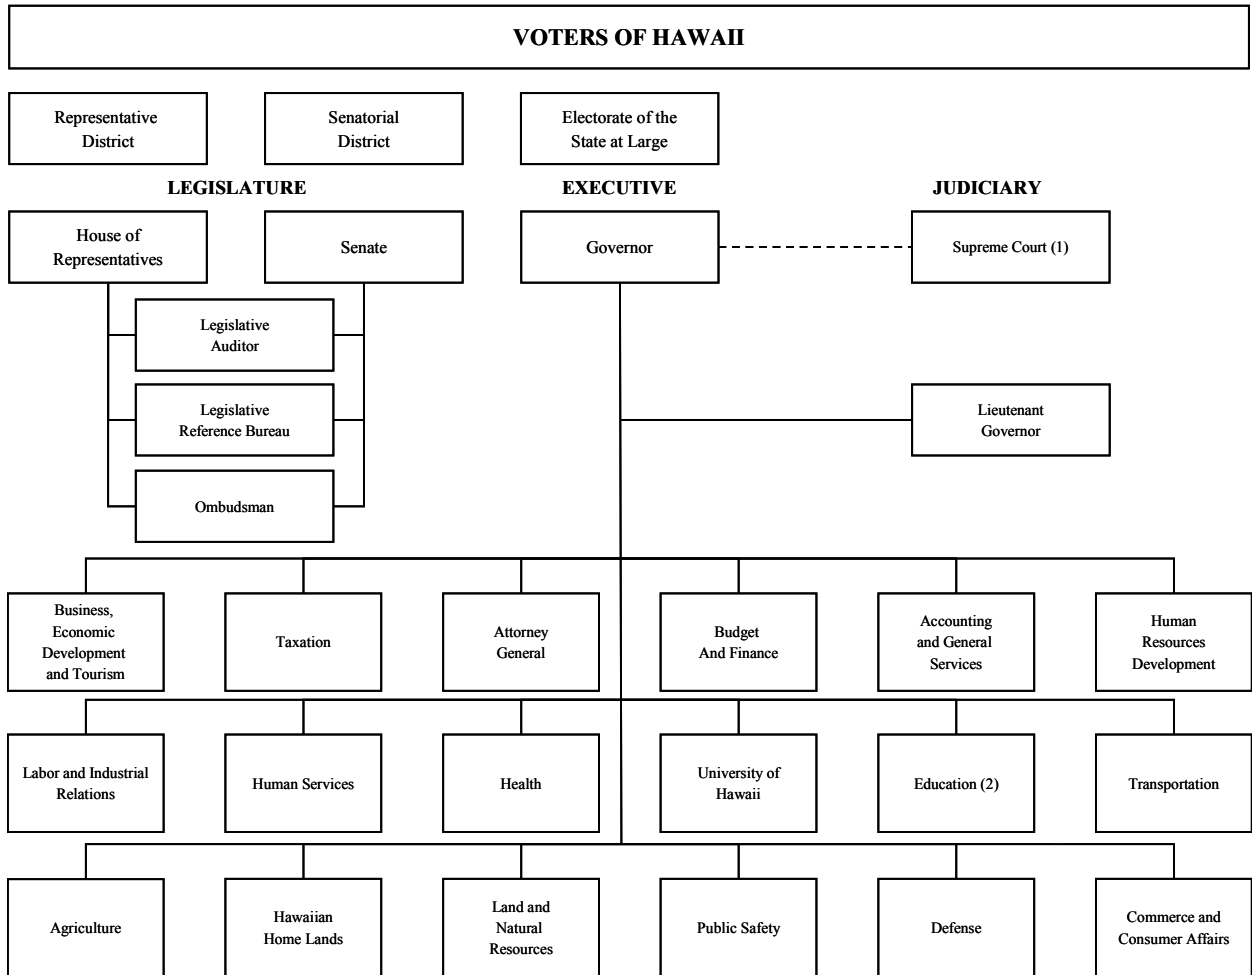 VOTERS OF HAWAII
Representative
District
Senatorial
District
Electorate of the
State at Large
LEGISLATURE
EXECUTIVE
JUDICIARY
House of
Representatives
Senate
Governor
Supreme Court (1)
Legislative
Auditor
Legislative
Reference Bureau
Lieutenant
Governor
Ombudsman
Business,
Economic
Development
and Tourism
Taxation
Attorney
General
Budget
And Finance
Accounting
and General
Services
Human
Resources
Development
Labor and Industrial
Relations
Human Services
Health
University of
Hawaii
Education (2)
Transportation
Agriculture
Hawaiian
Home Lands
Land and
Natural
Resources
Public Safety
Defense
Commerce and
Consumer Affairs